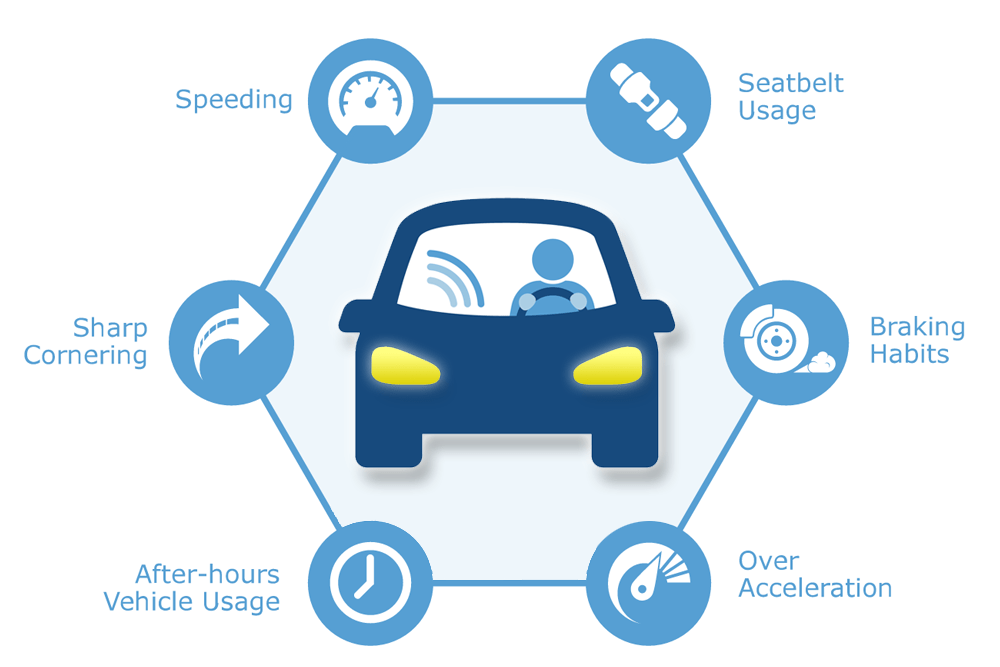 Speeding
Seatbelt
Usage
Sharp
Cornering
Braking
Habits
After-hours
Vehicle Usage
Over
Acceleration